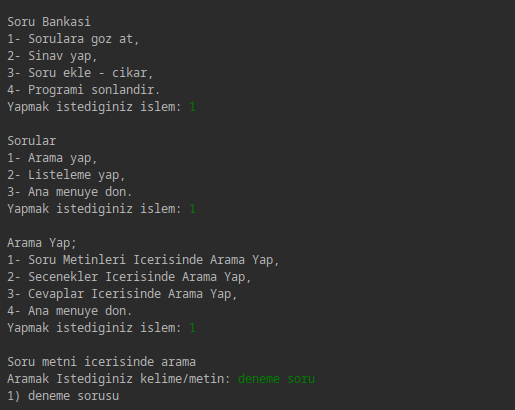 Soru Bankasi
1- Sorulara goz at,
2- Sinav yap,
3- Soru ekle - cikar,
4- Programi sonlandir.
Yapmak istediginiz islem: 1
Sorular
1- Arama yap,
2- Listeleme yap,
3- Ana menuye don.
Yapmak istediginiz islem: 1
Arama Yap;
1- Soru Metinleri Icerisinde Arama Yap,
2- Secenekler Icerisinde Arama Yap,
3- Cevaplar Icerisinde Arama Yap,
4- Ana menuye don.
Yapmak istediginiz islem: 1
Soru metni icerisinde arama
Aramak Istediginiz kelime/metin: deneme soru
1) deneme sorusu